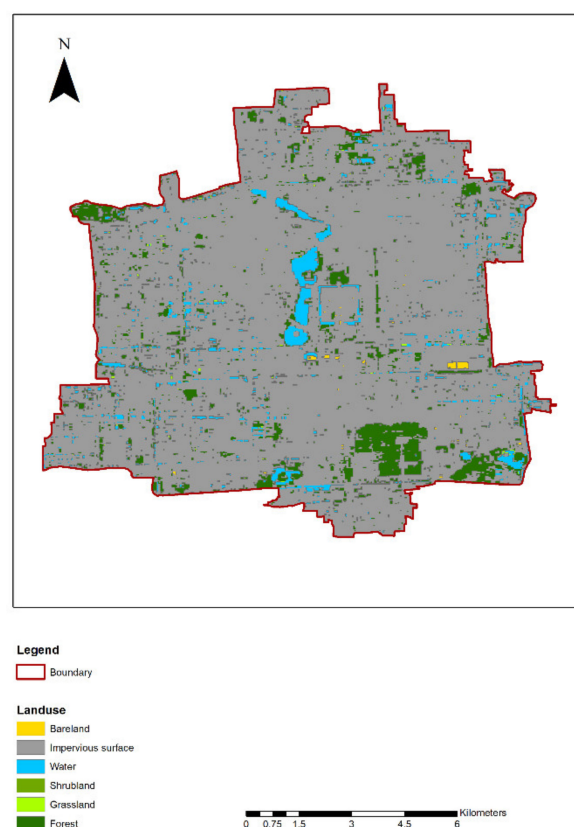 N
Legend
Boundary
Landuse
Bareland
Impervious surface
Water
Shrubland
Grassland
Forest
Kilometers
0 0.75 1.5 3 4.5 6